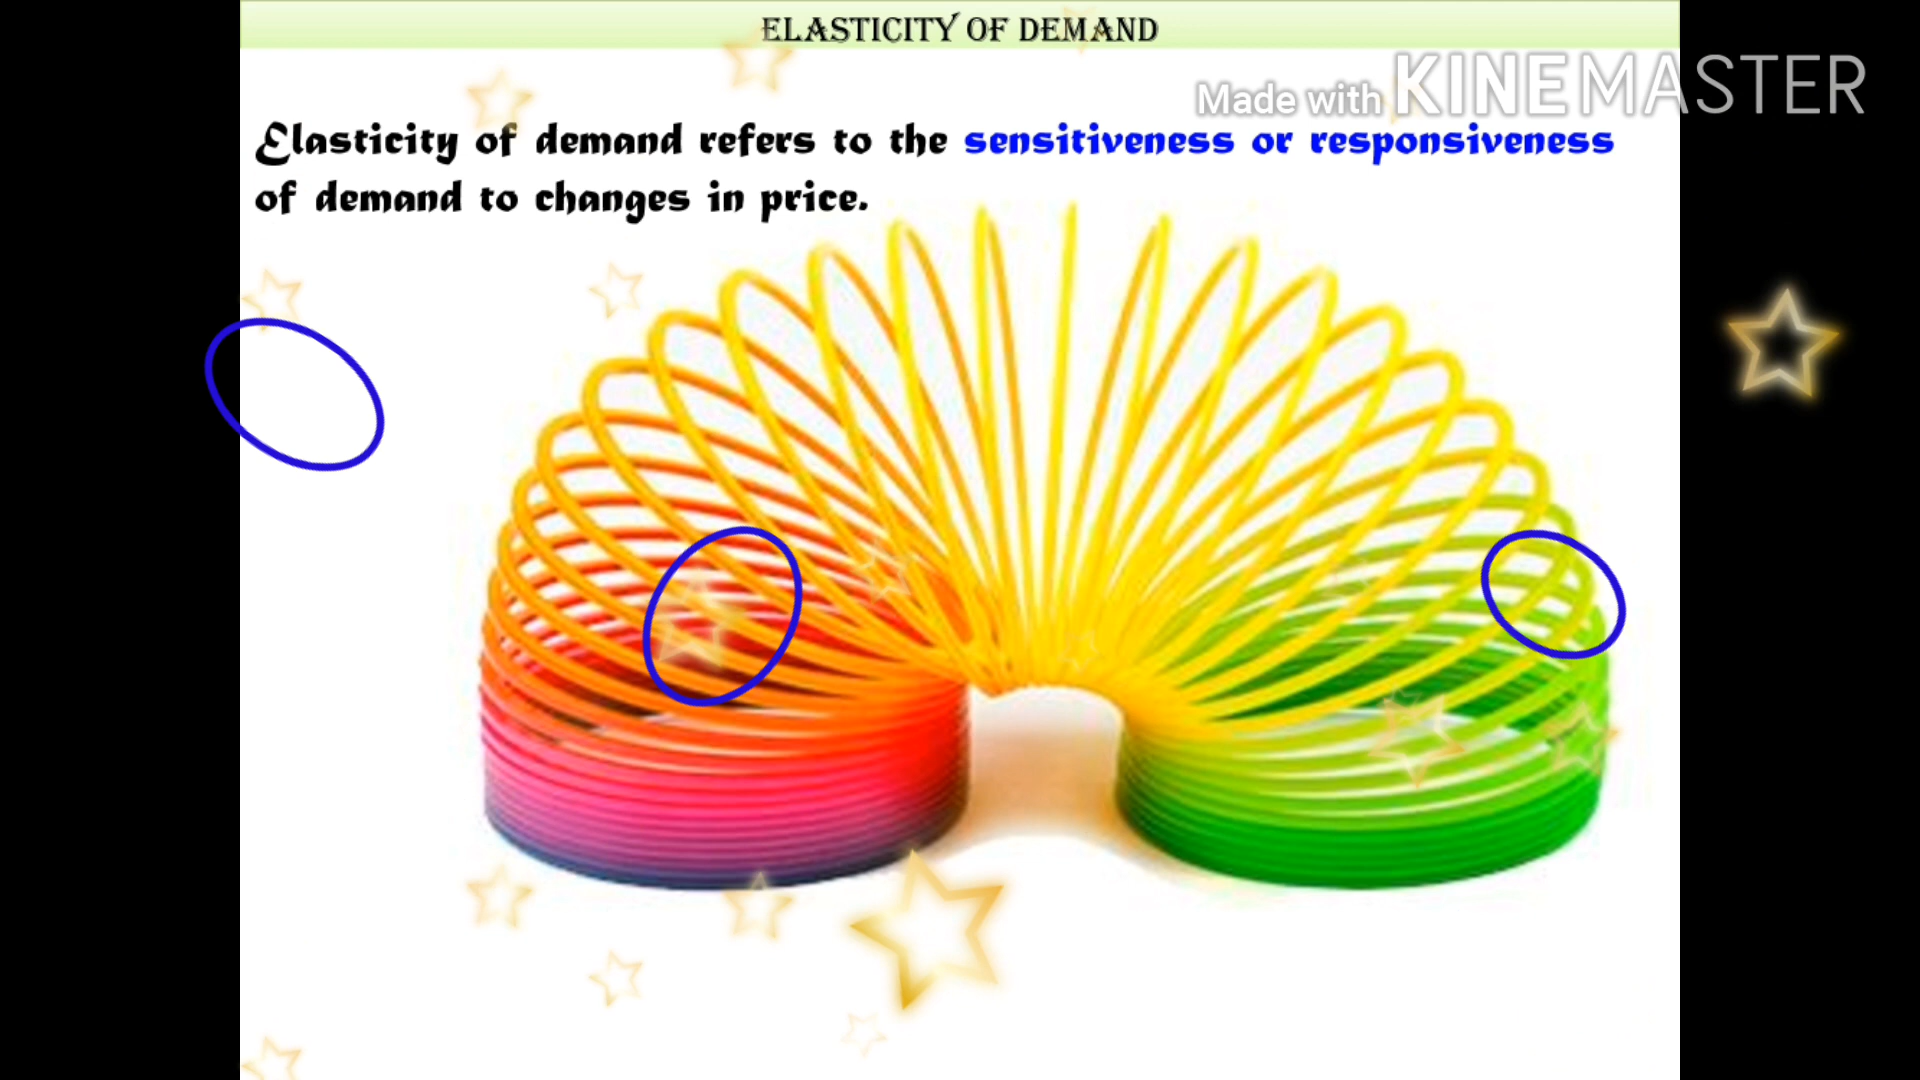 ELASTICITY OF DEMAND
Made with KINEMASTER
Elasticity of demand refers to the sensitiveness or responsiveness
of demand to changes in price.